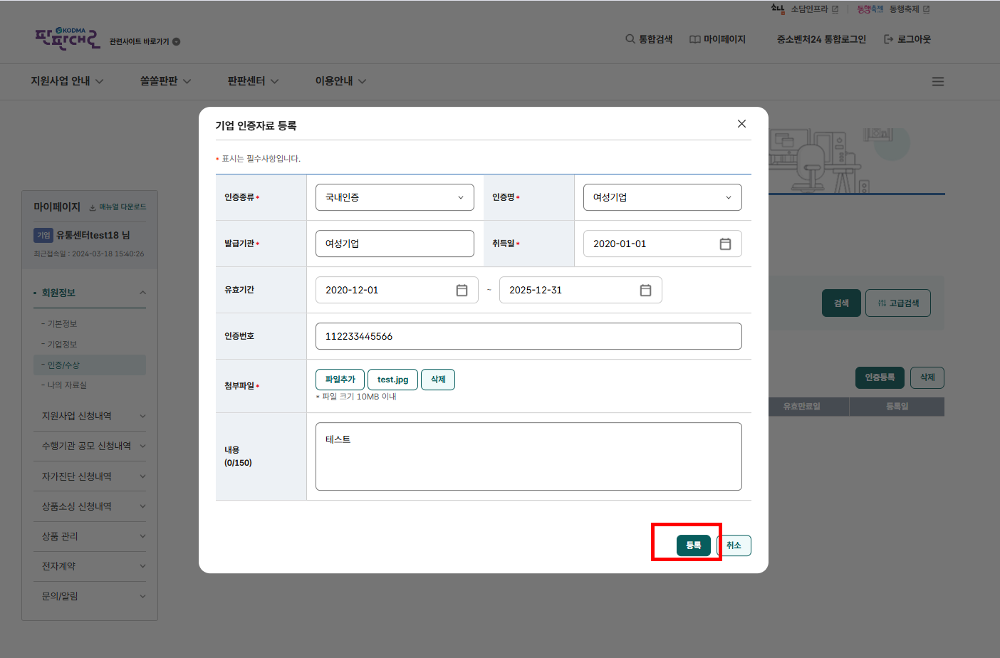 소담인프라 | 동행축제 동행축제
KODMA
판판대로 관련사이트 바로가기
통합검색 마이페이지 중소벤처24 통합로그인 로그아웃
지원사업 안내 쏠쏠판판 판판센터 이용안내
기업 인증자료 등록
* 표시는 필수사항입니다.
인증종류* 국내인증 인증명* 여성기업
발급기관* 여성기업 취득일* 2020-01-01
유효기간 2020-12-01 ~ 2025-12-31
인증번호 112233445566
첨부파일* 파일추가 test.jpg 삭제
* 파일 크기 10MB 이내
내용
(0/150)
테스트
등록 취소
마이페이지 매뉴얼 다운로드
기업 유통센터test18 님
최근접속일 : 2024-03-18 15:40:26
회원정보
- 기본정보
- 기업정보
- 인증/수상
- 나의 자료실
지원사업 신청내역
수행기관 공모 신청내역
자가진단 신청내역
상품소싱 신청내역
상품 관리
전자계약
문의/알림
검색 고급검색
인증등록 삭제
유효만료일 등록일